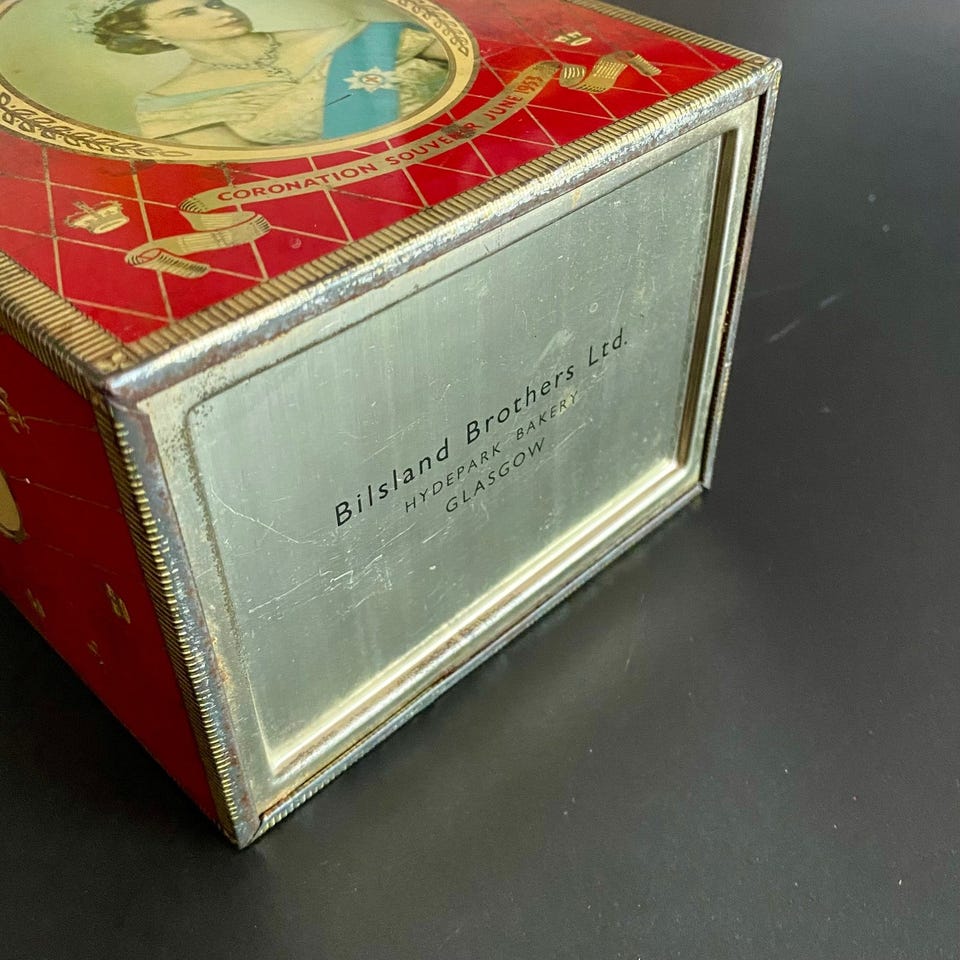 CORONATION SOUVENIR JUNE 1953
Bilsland Brothers Ltd.
HYDEPARK BAKERY
GLASGOW